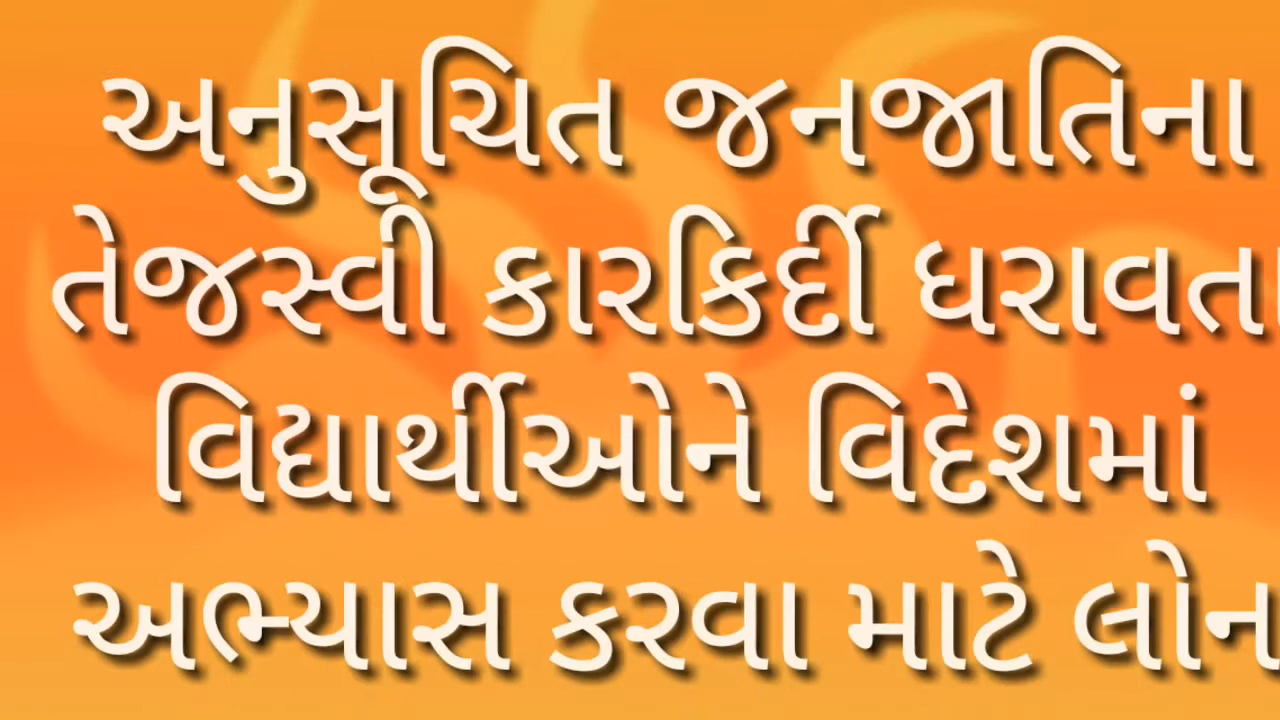 અનુસૂચિત જનજાતિના
તેજસ્વી કારકિર્દી ધરાવતા
વિદ્યાર્થીઓને વિદેશમાં
અભ્યાસ કરવા માટે લોન